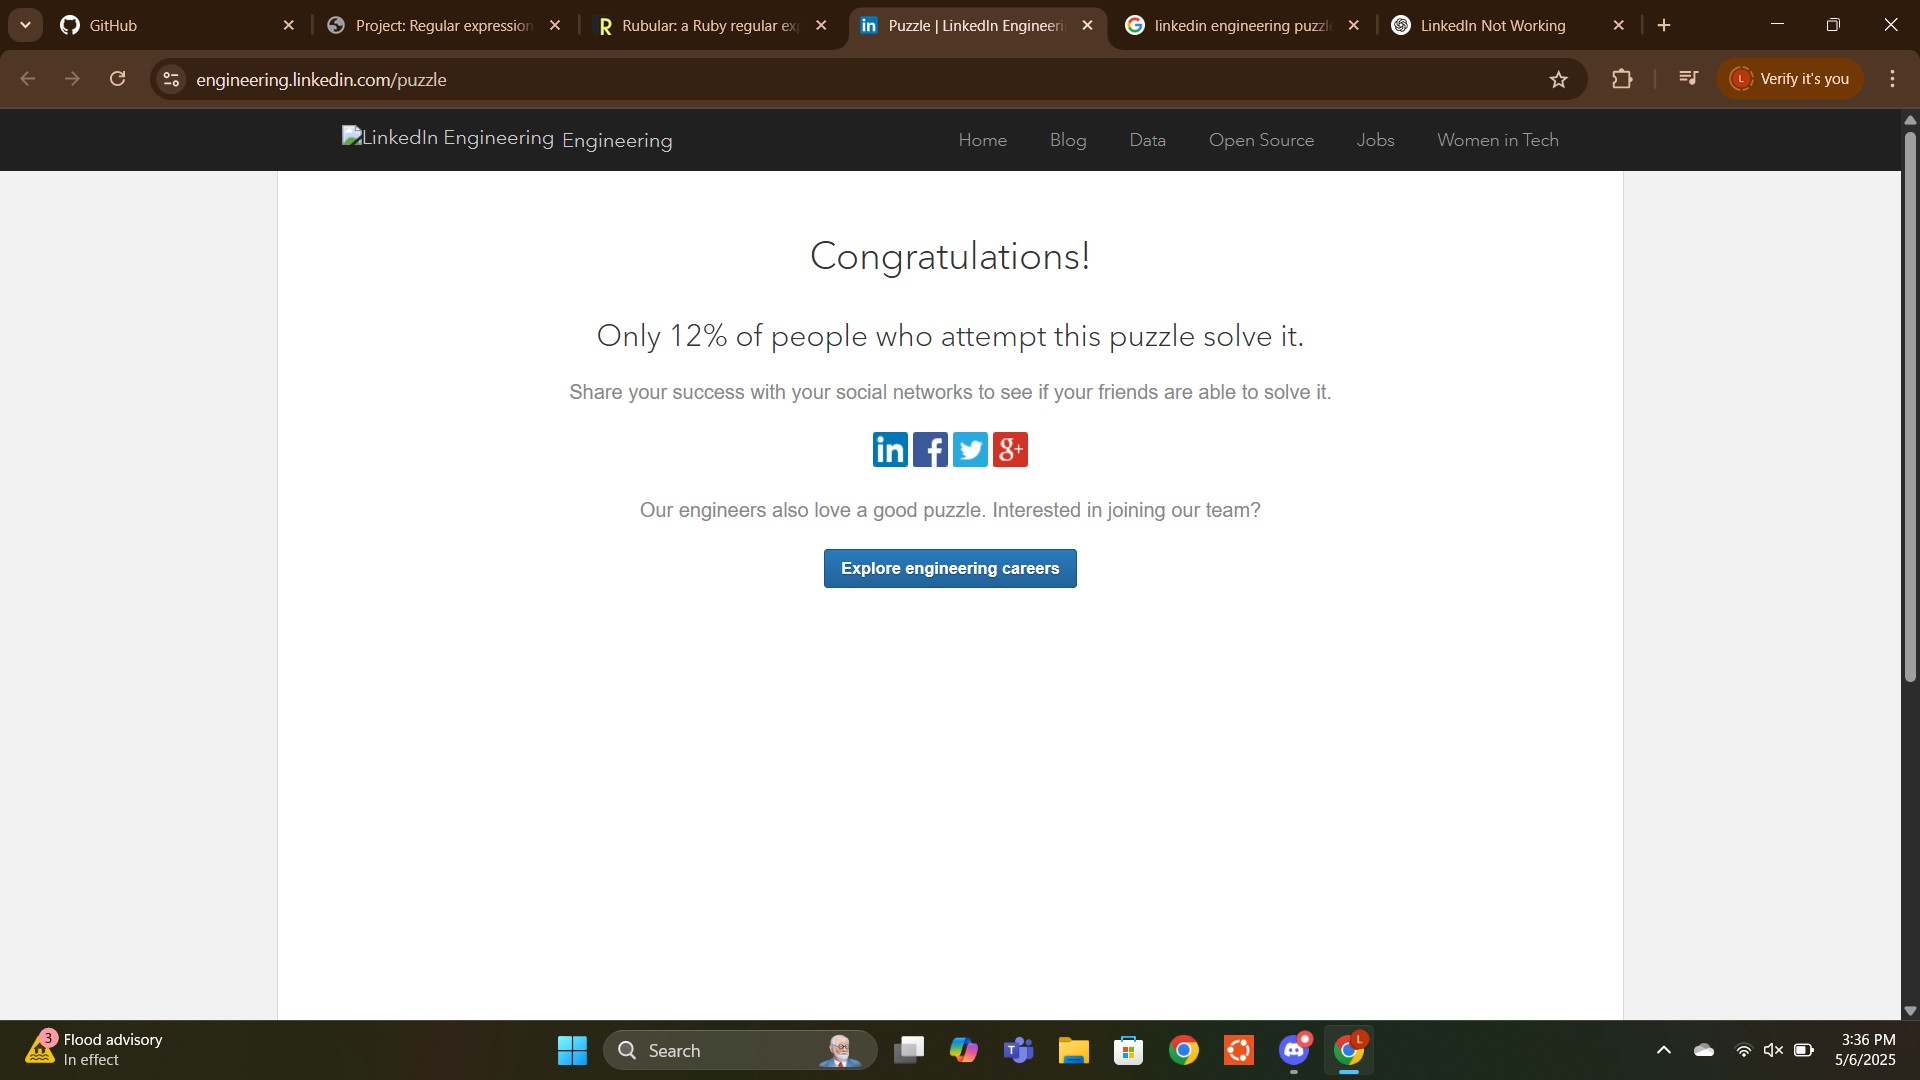 GitHub
Project: Regular expression
Rubular: a Ruby regular ex
Puzzle | LinkedIn Engineeri
linkedin engineering puzzl
LinkedIn Not Working
engineering.linkedin.com/puzzle
L
Verify it's you
LinkedIn Engineering Engineering
Home
Blog
Data
Open Source
Jobs
Women in Tech
Congratulations!
Only 12% of people who attempt this puzzle solve it.
Share your success with your social networks to see if your friends are able to solve it.
in f g+
Our engineers also love a good puzzle. Interested in joining our team?
Explore engineering careers
3
Flood advisory
In effect
Search
L
3:36 PM
5/6/2025